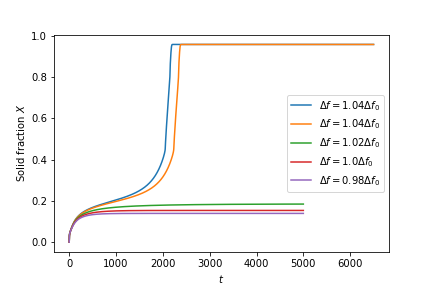 Solid fraction X
1.0
0.8
0.6
0.4
0.2
0.0
Δf = 1.04Δf₀
Δf = 1.04Δf₀
Δf = 1.02Δf₀
Δf = 1.0Δf₀
Δf = 0.98Δf₀
0 1000 2000 3000 4000 5000 6000
t